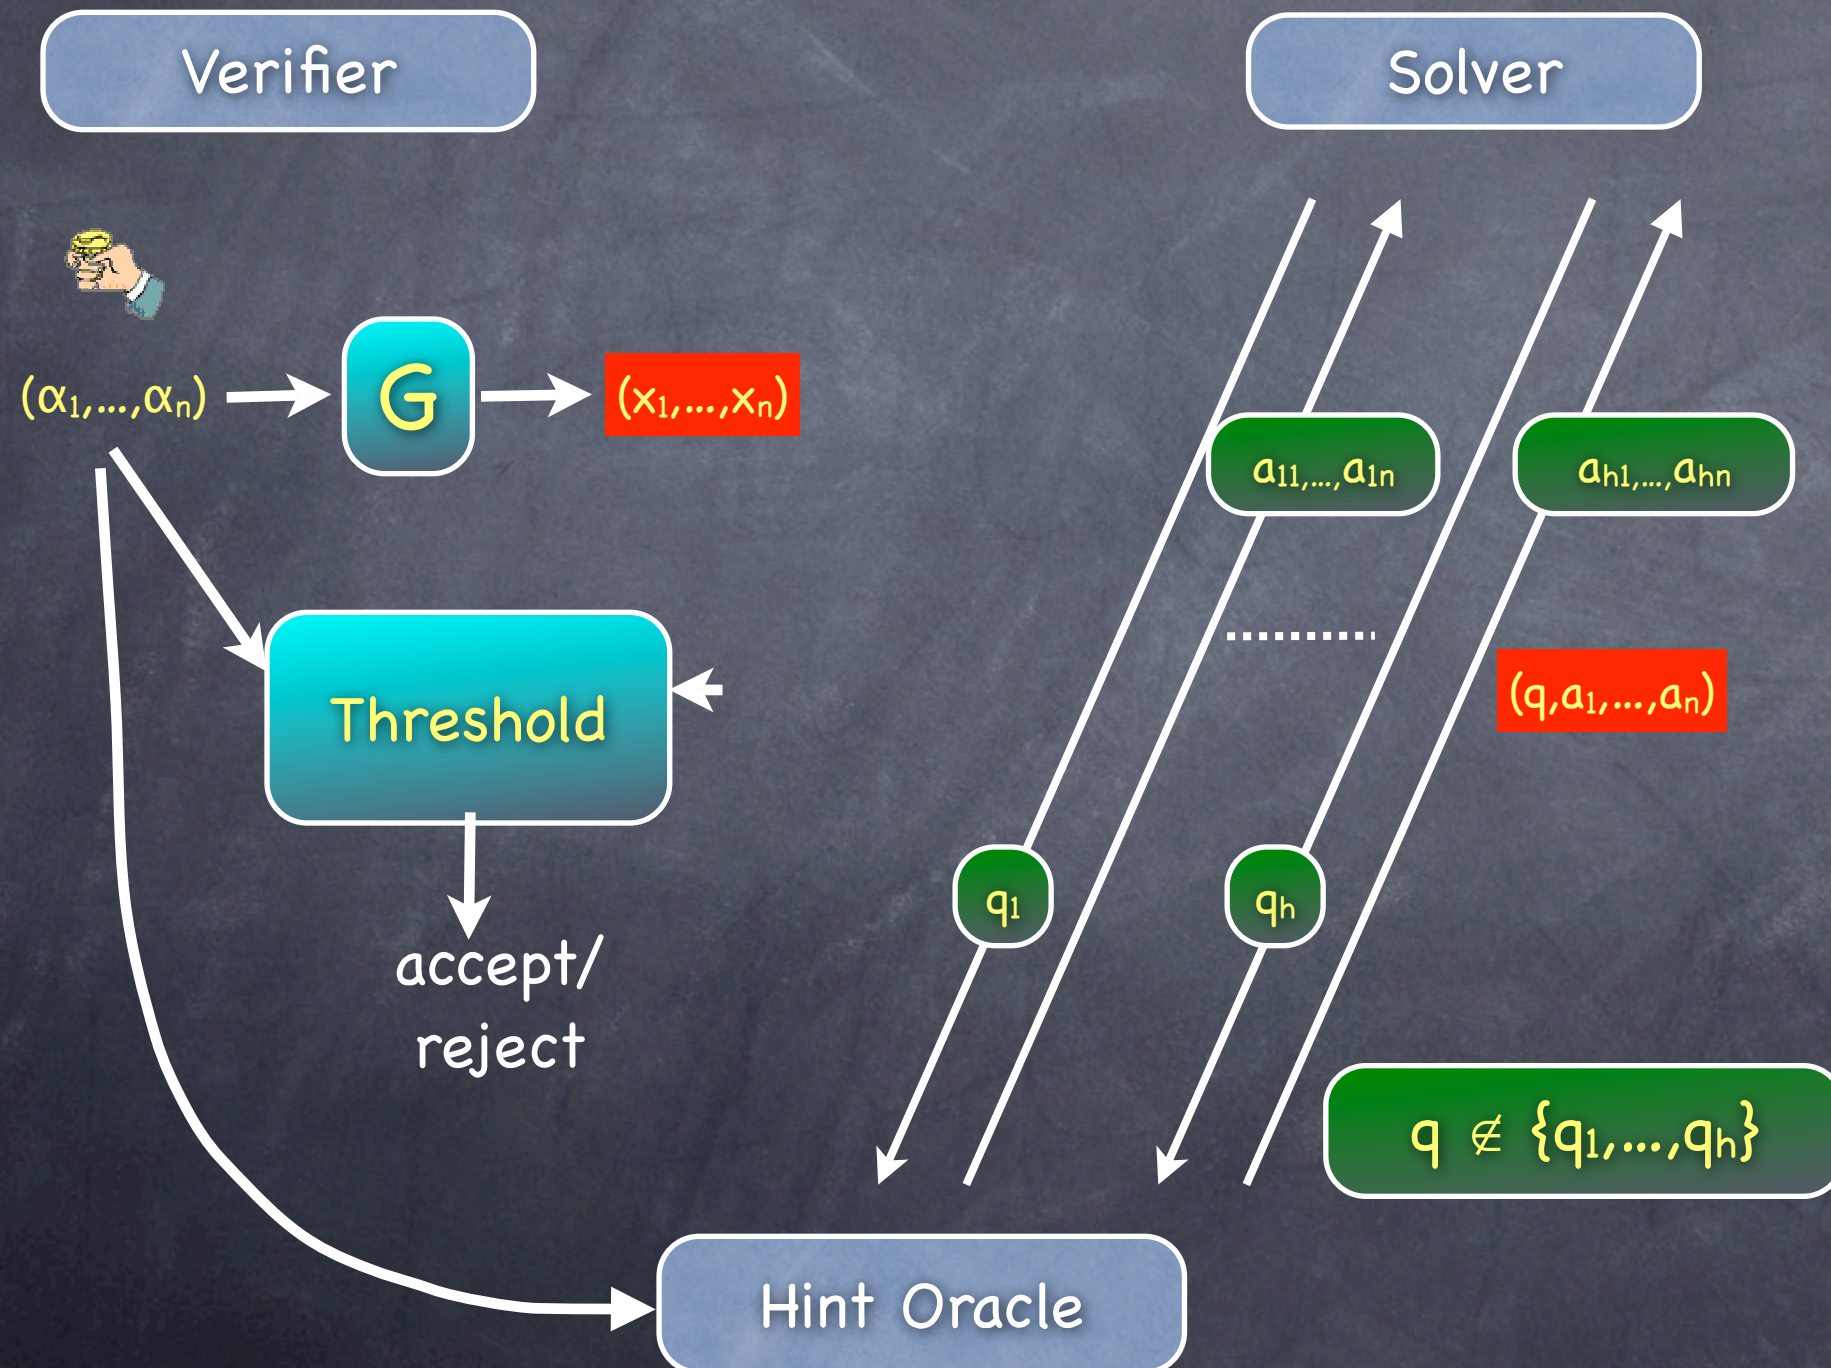 Verifier
Solver
(α₁,...,αₙ)
G
(x₁,...,xₙ)
a₁₁,...,a₁ₙ
aₕ₁,...,aₕₙ
Threshold
(q,a₁,...,aₙ)
q₁
qₕ
accept/
reject
q ∉ {q₁,...,qₕ}
Hint Oracle